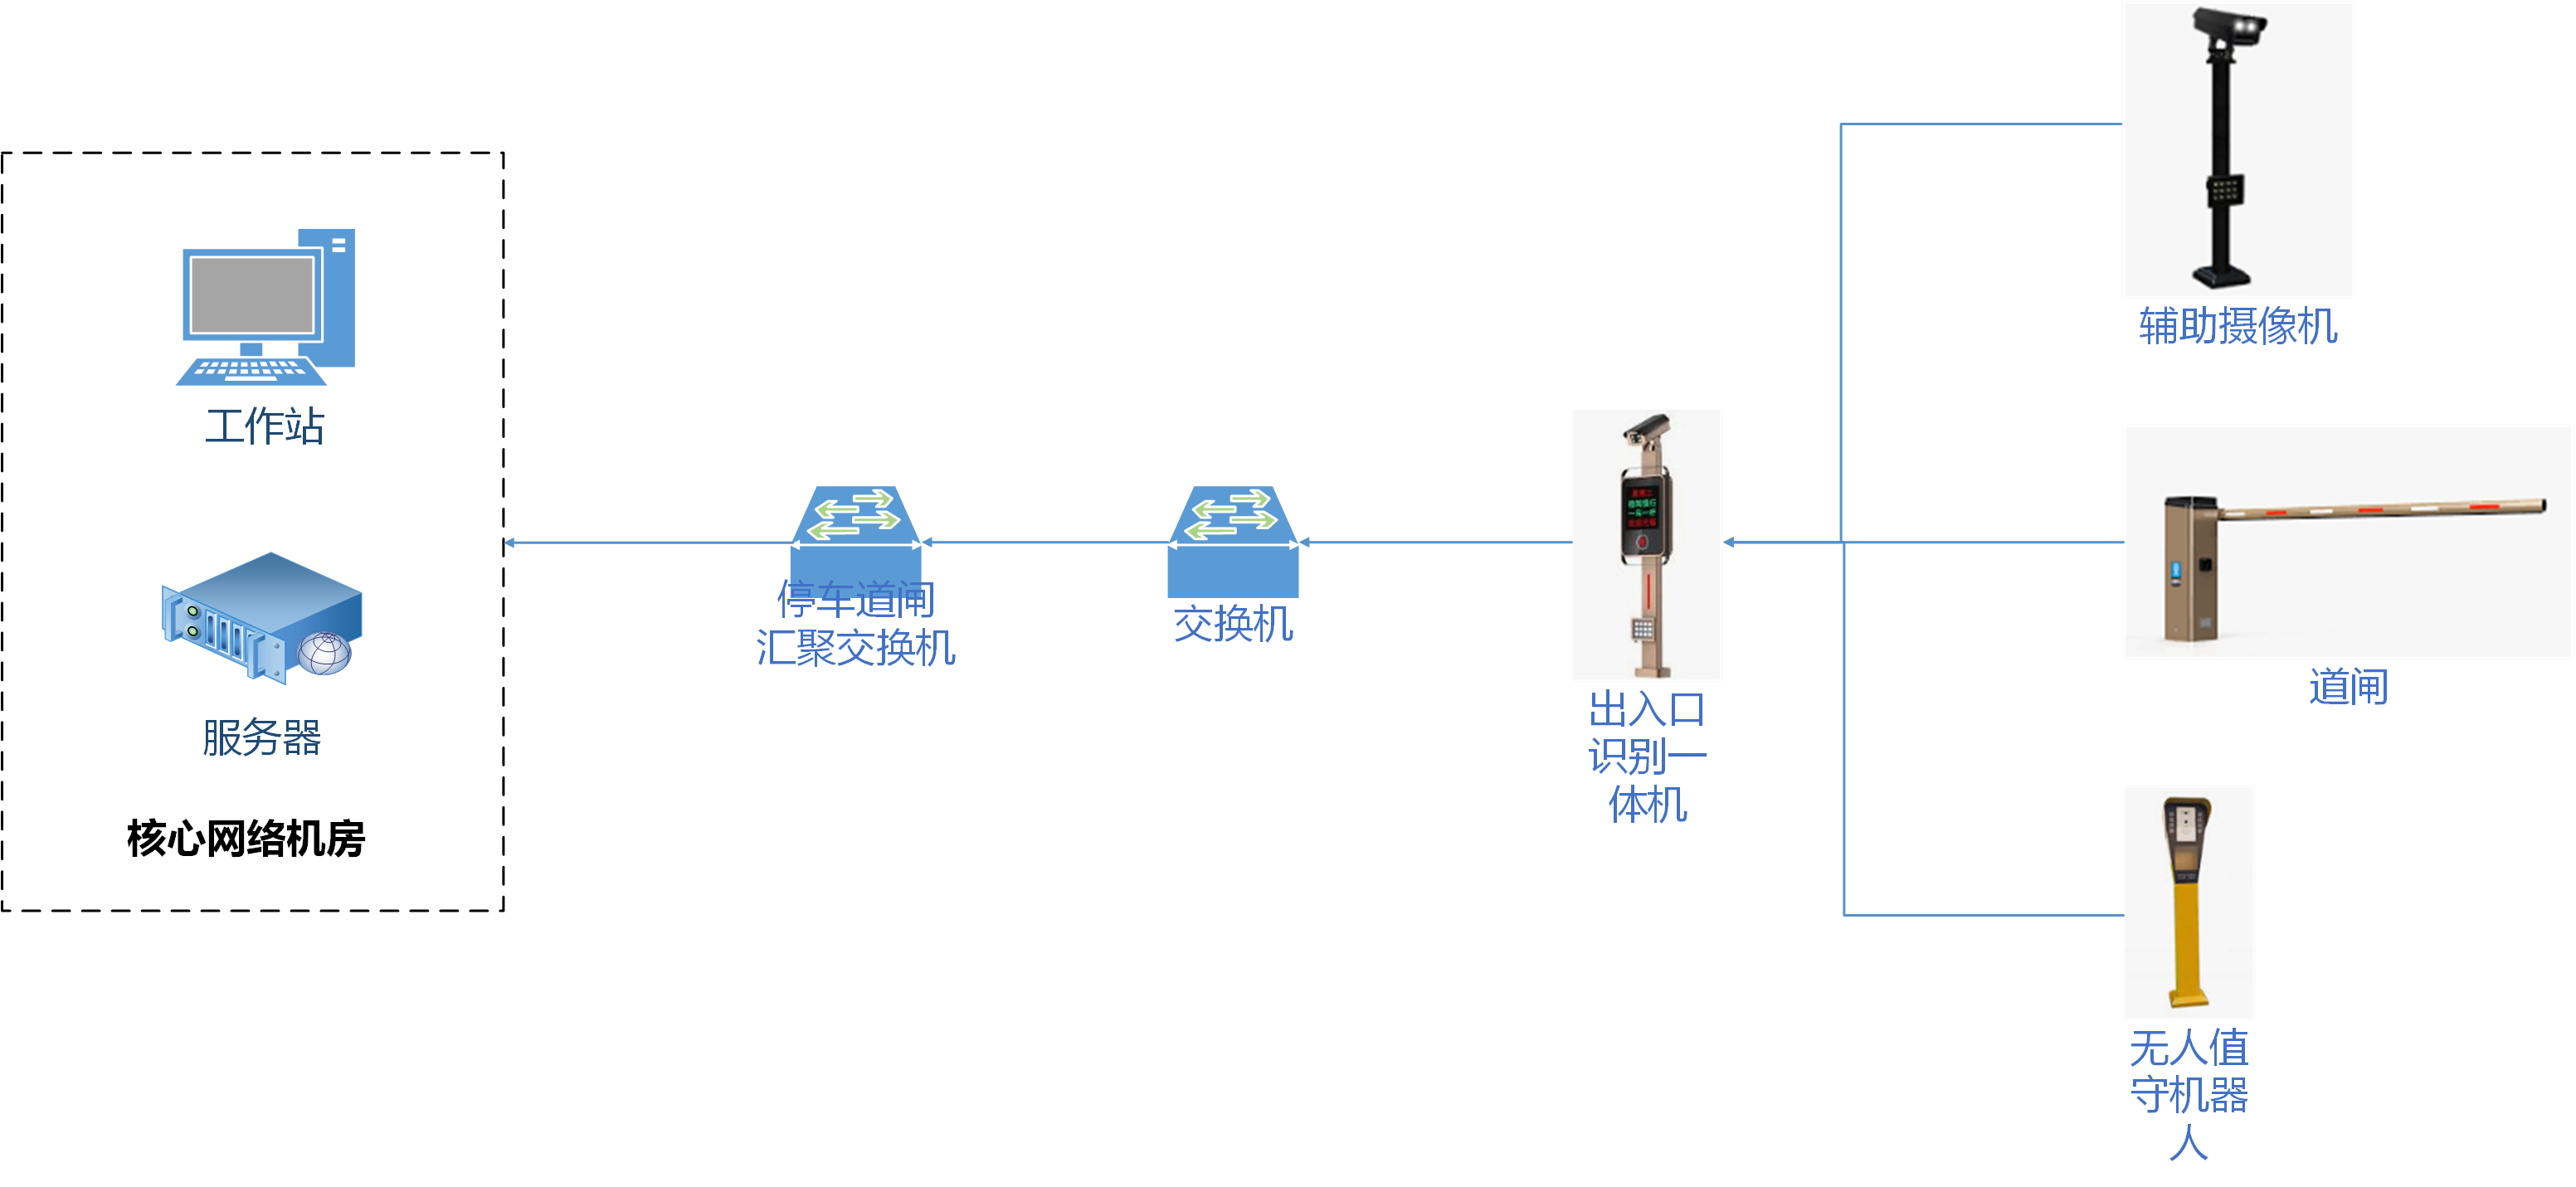 辅助摄像机
工作站
停车道闸
汇聚交换机
交换机
道闸
服务器
出入口
识别一
体机
核心网络机房
无人值
守机器
人